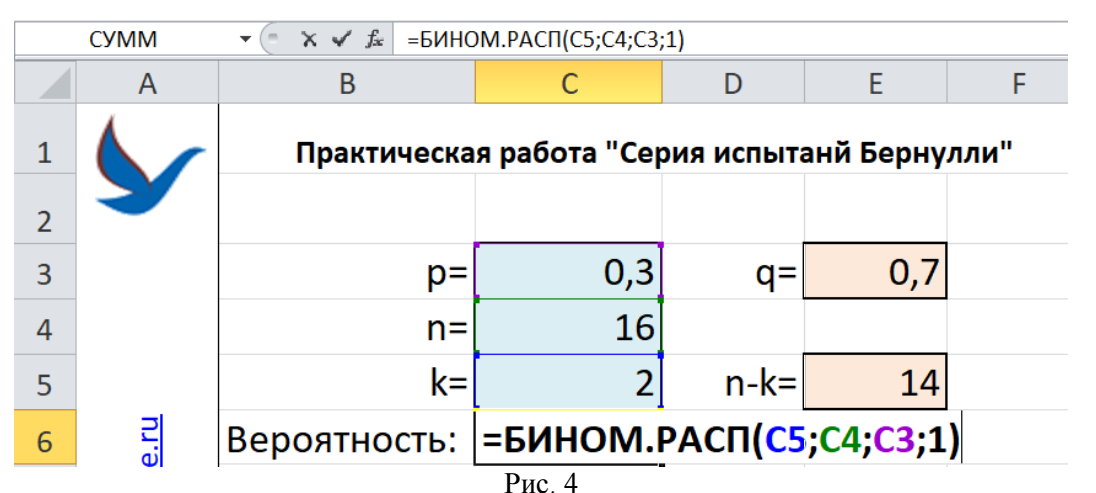 СУММ =БИНОМ.РАСП(C5;C4;C3;1)
A B C D E F
1 Практическая работа "Серия испытанй Бернулли"
2
3 p= 0,3 q= 0,7
4 n= 16
5 k= 2 n-k= 14
6 e.ru Вероятность: =БИНОМ.РАСП(C5;C4;C3;1)
Рис. 4